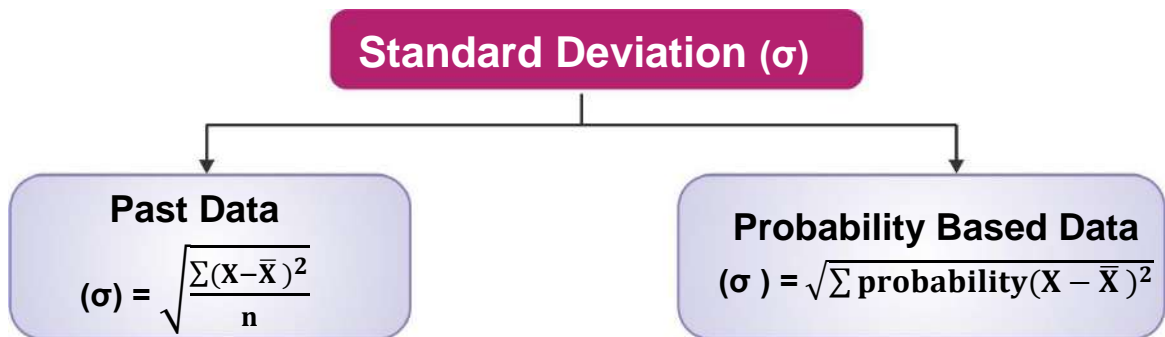 Standard Deviation (σ)
Past Data
(σ) = √(∑(X−X̄ )²/n)
Probability Based Data
(σ ) = √(∑ probability(X − X̄ )²)